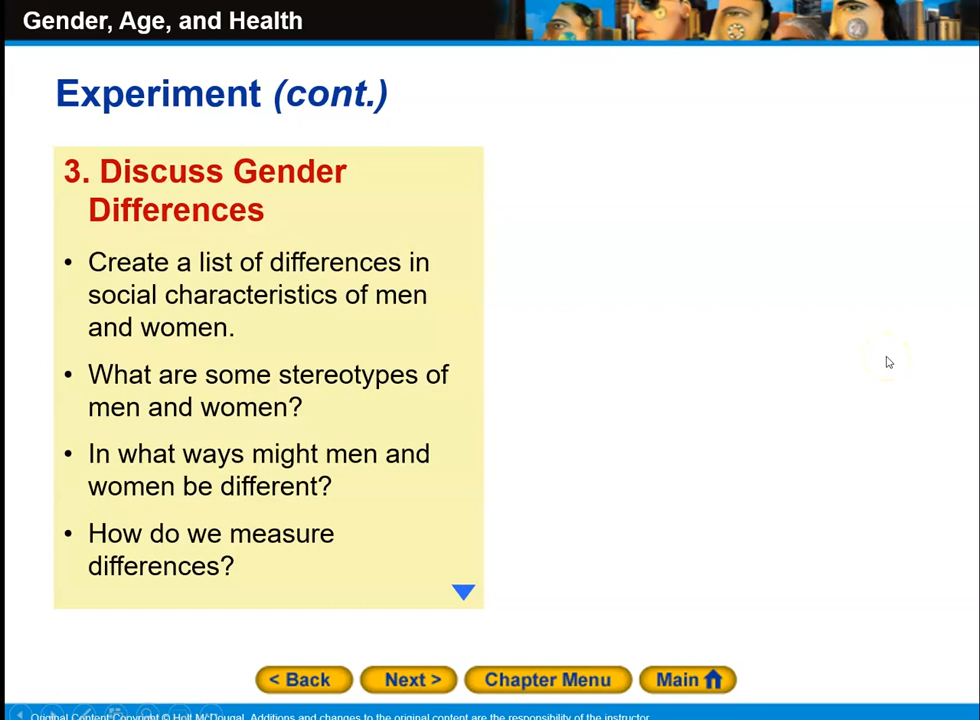 Gender, Age, and Health
Experiment (cont.)
3. Discuss Gender
Differences
• Create a list of differences in
social characteristics of men
and women.
• What are some stereotypes of
men and women?
• In what ways might men and
women be different?
• How do we measure
differences?
< Back
Next >
Chapter Menu
Main
Original Content Copyright © Holt McDougal. Additions and changes to the original content are the responsibility of the instructor.